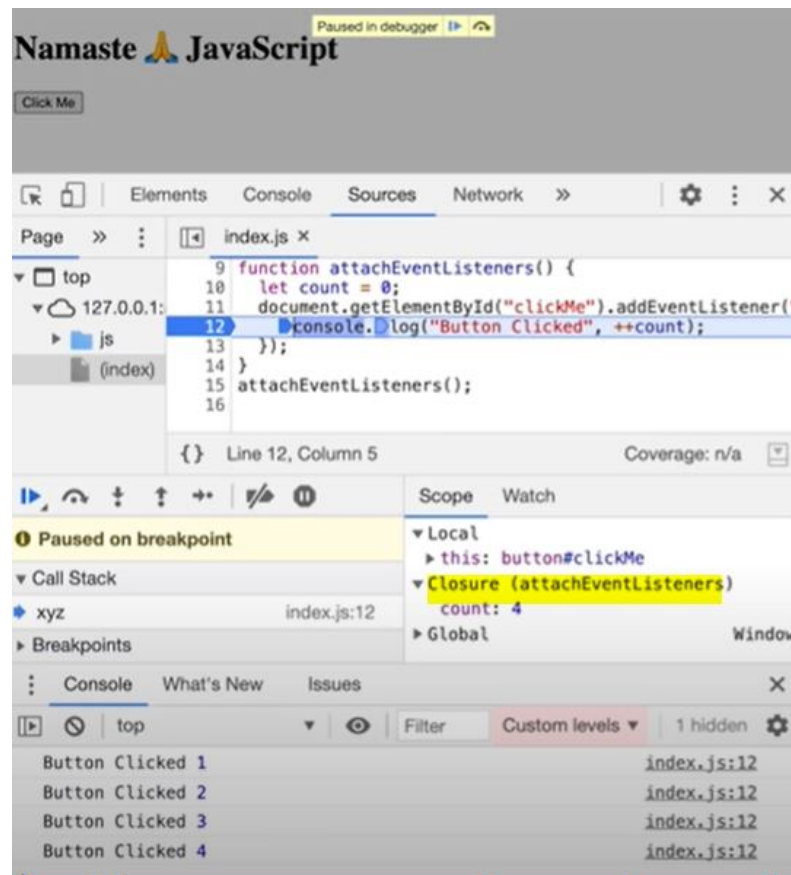 Paused in debugger
Namaste 🙏 JavaScript
Click Me
Elements Console Sources Network »
Page » index.js ×
top
127.0.0.1:
js
(index)
9 function attachEventListeners() {
10 let count = 0;
11 document.getElementById("clickMe").addEventListener("
12 console.log("Button Clicked", ++count);
13 });
14 }
15 attachEventListeners();
16
{} Line 12, Column 5 Coverage: n/a
Scope Watch
Paused on breakpoint
Call Stack
xyz index.js:12
Breakpoints
Local
this: button#clickMe
Closure (attachEventListeners)
count: 4
Global Window
Console What's New Issues
top Filter Custom levels ▼ 1 hidden
Button Clicked 1 index.js:12
Button Clicked 2 index.js:12
Button Clicked 3 index.js:12
Button Clicked 4 index.js:12